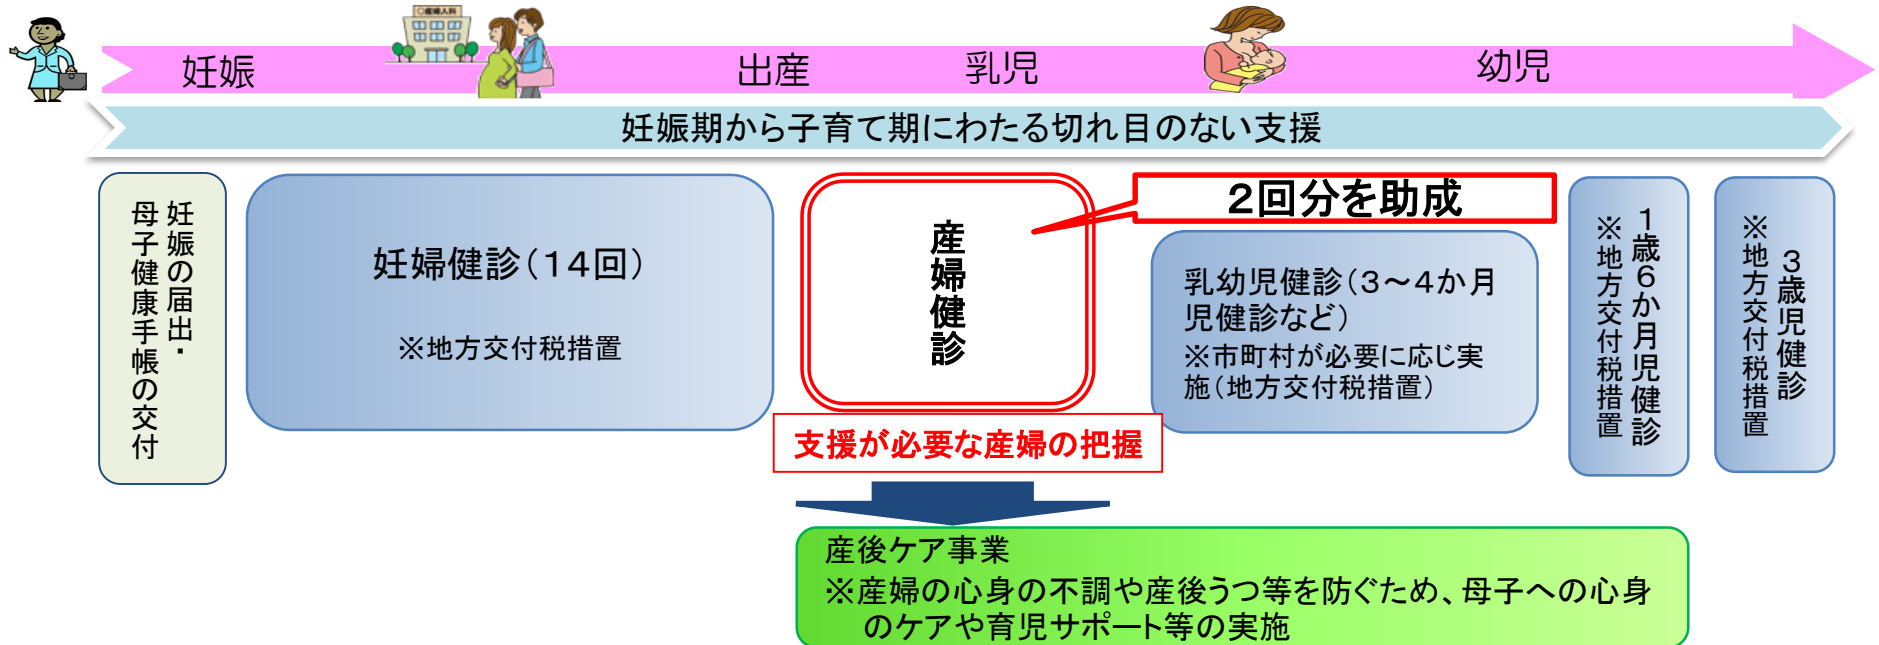 ○産婦人科
妊娠
出産
乳児
幼児
妊娠期から子育て期にわたる切れ目のない支援
妊娠の届出・
母子健康手帳の交付
妊婦健診（１４回）
※地方交付税措置
産婦健診
２回分を助成
乳幼児健診（３～４か月
児健診など）
※市町村が必要に応じ実
施（地方交付税措置）
１歳６か月児健診
※地方交付税措置
３歳児健診
※地方交付税措置
支援が必要な産婦の把握
産後ケア事業
※産婦の心身の不調や産後うつ等を防ぐため、母子への心身
のケアや育児サポート等の実施